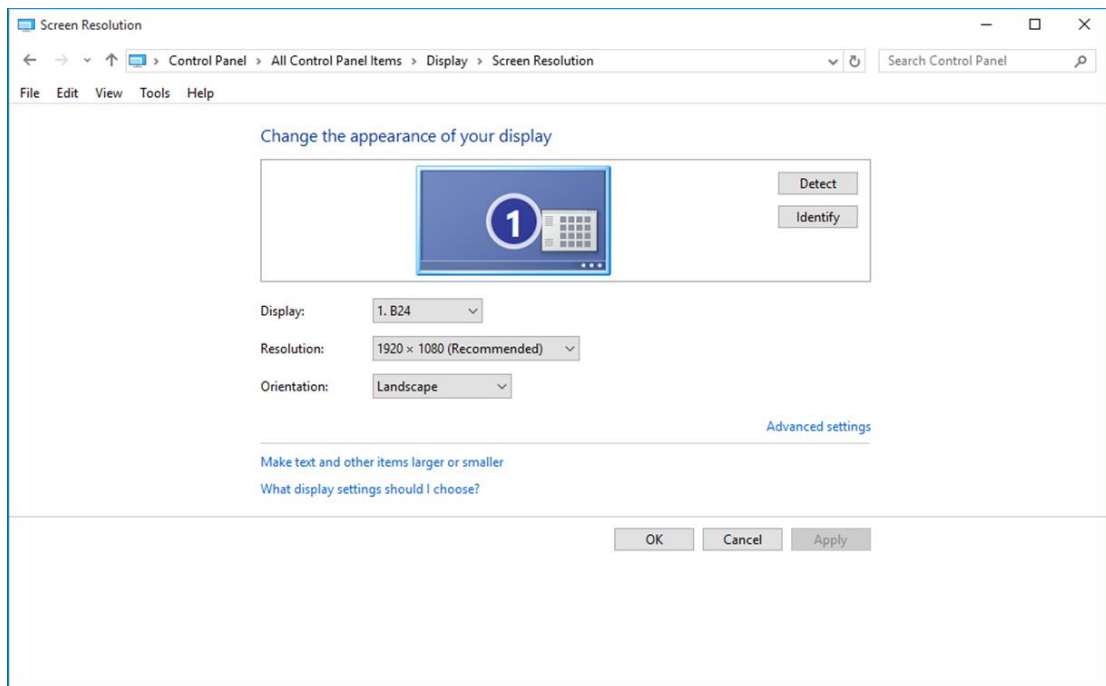 Screen Resolution
Control Panel > All Control Panel Items > Display > Screen Resolution
Search Control Panel
File Edit View Tools Help
Change the appearance of your display
1
Detect
Identify
Display: 1. B24
Resolution: 1920 × 1080 (Recommended)
Orientation: Landscape
Advanced settings
Make text and other items larger or smaller
What display settings should I choose?
OK Cancel Apply